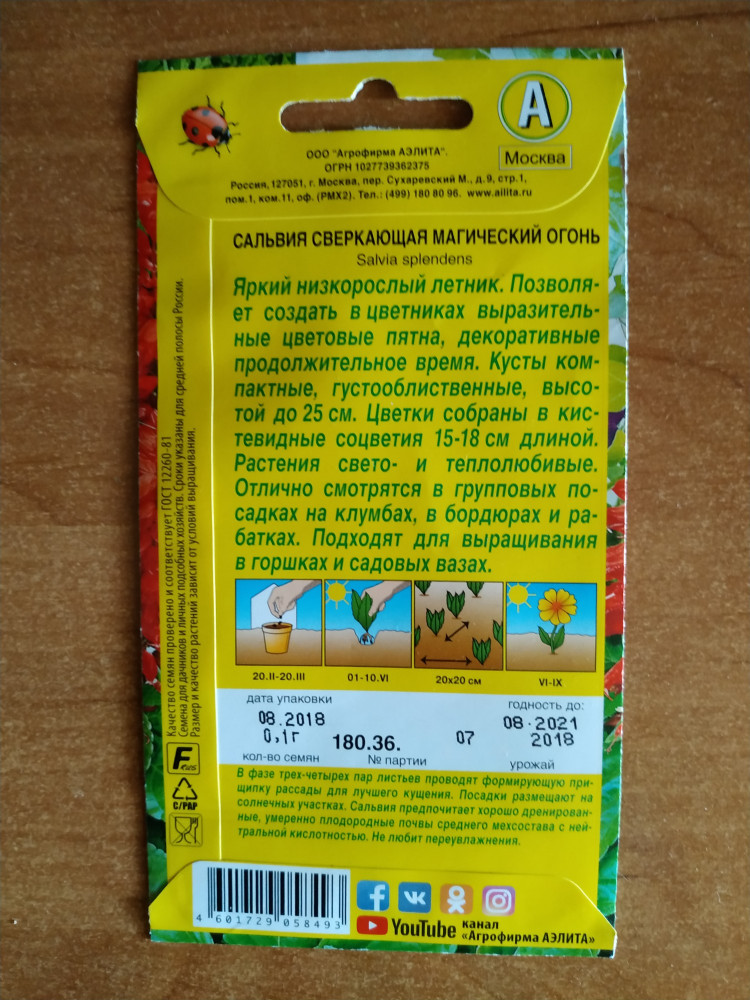 А
Москва
ООО "Агрофирма АЭЛИТА".
ОГРН 1027739362375
Россия, 127051, г. Москва, пер. Сухаревский М., д.9, стр.1,
пом.1, ком.11, оф. (РМХ2). Тел.: (499) 180 80 96. www.ailita.ru
САЛЬВИЯ СВЕРКАЮЩАЯ МАГИЧЕСКИЙ ОГОНЬ
Salvia splendens
Яркий низкорослый летник. Позволя-
ет создать в цветниках выразитель-
ные цветовые пятна, декоративные
продолжительное время. Кусты ком-
пактные, густооблиственные, высо-
той до 25 см. Цветки собраны в кис-
тевидные соцветия 15-18 см длиной.
Растения свето- и теплолюбивые.
Отлично смотрятся в групповых по-
садках на клумбах, в бордюрах и ра-
батках. Подходят для выращивания
в горшках и садовых вазах.
20.II-20.III 01-10.VI 20х20 см VI-IX
дата упаковки годность до:
08.2018 08.2021
0,1г 180.36. 07 2018
кол-во семян № партии урожай
В фазе трех-четырех пар листьев проводят формирующую при-
щипку рассады для лучшего кущения. Посадки размещают на
солнечных участках. Сальвия предпочитает хорошо дренирован-
ные, умеренно плодородные почвы среднего мехсостава с ней-
тральной кислотностью. Не любит переувлажнения.
Качество семян проверено и соответствует ГОСТ 12260-81
Семена для дачников и личных подсобных хозяйств. Сроки указаны для средней полосы России.
Размер и качество растений зависит от условий выращивания.
C/PAP
4 601729 058493
YouTube канал
«Агрофирма АЭЛИТА»